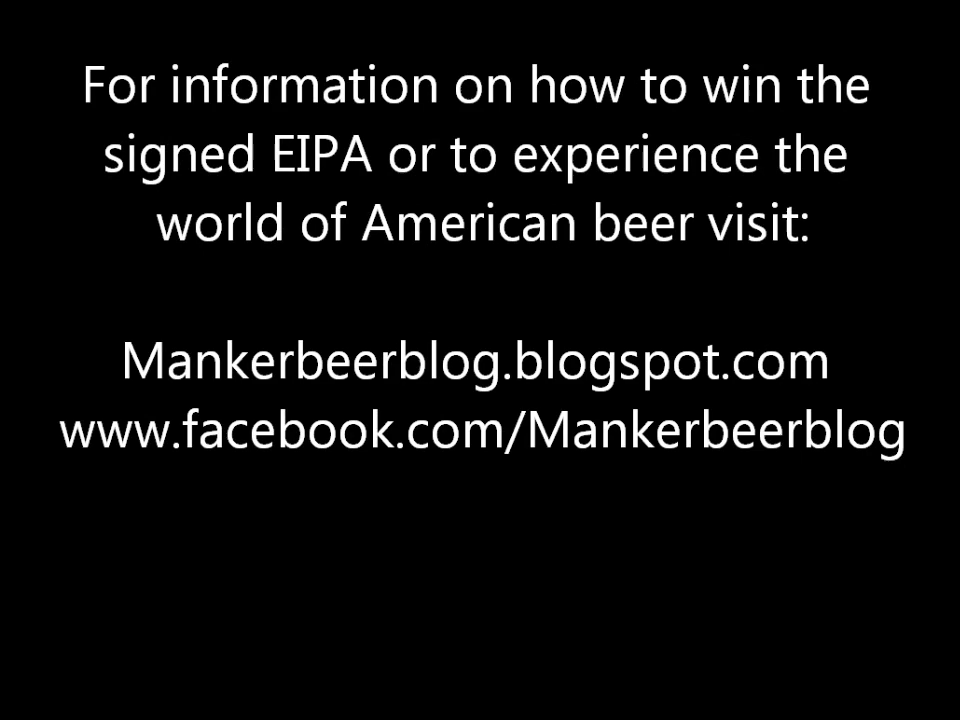 For information on how to win the
signed EIPA or to experience the
world of American beer visit:
Mankerbeerblog.blogspot.com
www.facebook.com/Mankerbeerblog